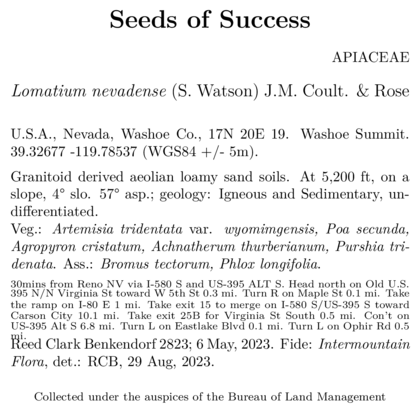 Seeds of Success
APIACEAE
Lomatium nevadense (S. Watson) J.M. Coult. & Rose
U.S.A., Nevada, Washoe Co., 17N 20E 19. Washoe Summit.
39.32677 -119.78537 (WGS84 +/- 5m).
Granitoid derived aeolian loamy sand soils. At 5,200 ft, on a
slope, 4° slo. 57° asp.; geology: Igneous and Sedimentary, un-
differentiated.
Veg.: Artemisia tridentata var. wyomimgensis, Poa secunda,
Agropyron cristatum, Achnatherum thurberianum, Purshia tri-
denata. Ass.: Bromus tectorum, Phlox longifolia.
30mins from Reno NV via I-580 S and US-395 ALT S. Head north on Old U.S.
395 N/N Virginia St toward W 5th St 0.3 mi. Turn R on Maple St 0.1 mi. Take
the ramp on I-80 E 1 mi. Take exit 15 to merge on I-580 S/US-395 S toward
Carson City 10.1 mi. Take exit 25B for Virginia St South 0.5 mi. Con't on
US-395 Alt S 6.8 mi. Turn L on Eastlake Blvd 0.1 mi. Turn L on Ophir Rd 0.5
mi.
Reed Clark Benkendorf 2823; 6 May, 2023. Fide: Intermountain
Flora, det.: RCB, 29 Aug, 2023.
Collected under the auspices of the Bureau of Land Management